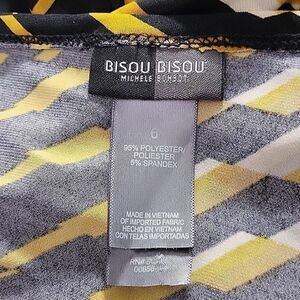 BISOU BISOU
MICHELE BOHBOT
95% POLYESTER/
POLIESTER
5% SPANDEX
MADE IN VIETNAM
OF IMPORTED FABRIC
HECHO EN VIETNAM
CON TELAS IMPORTADAS
RN#